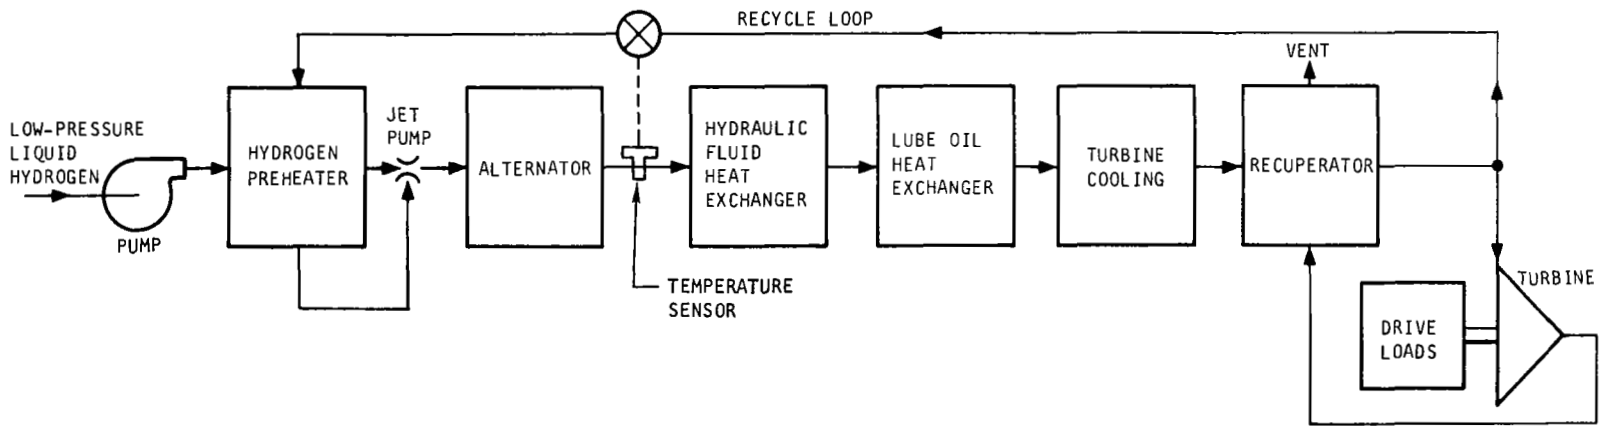 RECYCLE LOOP
VENT
LOW-PRESSURE
LIQUID
HYDROGEN
PUMP
HYDROGEN
PREHEATER
JET
PUMP
ALTERNATOR
TEMPERATURE
SENSOR
HYDRAULIC
FLUID
HEAT
EXCHANGER
LUBE OIL
HEAT
EXCHANGER
TURBINE
COOLING
RECUPERATOR
TURBINE
DRIVE
LOADS